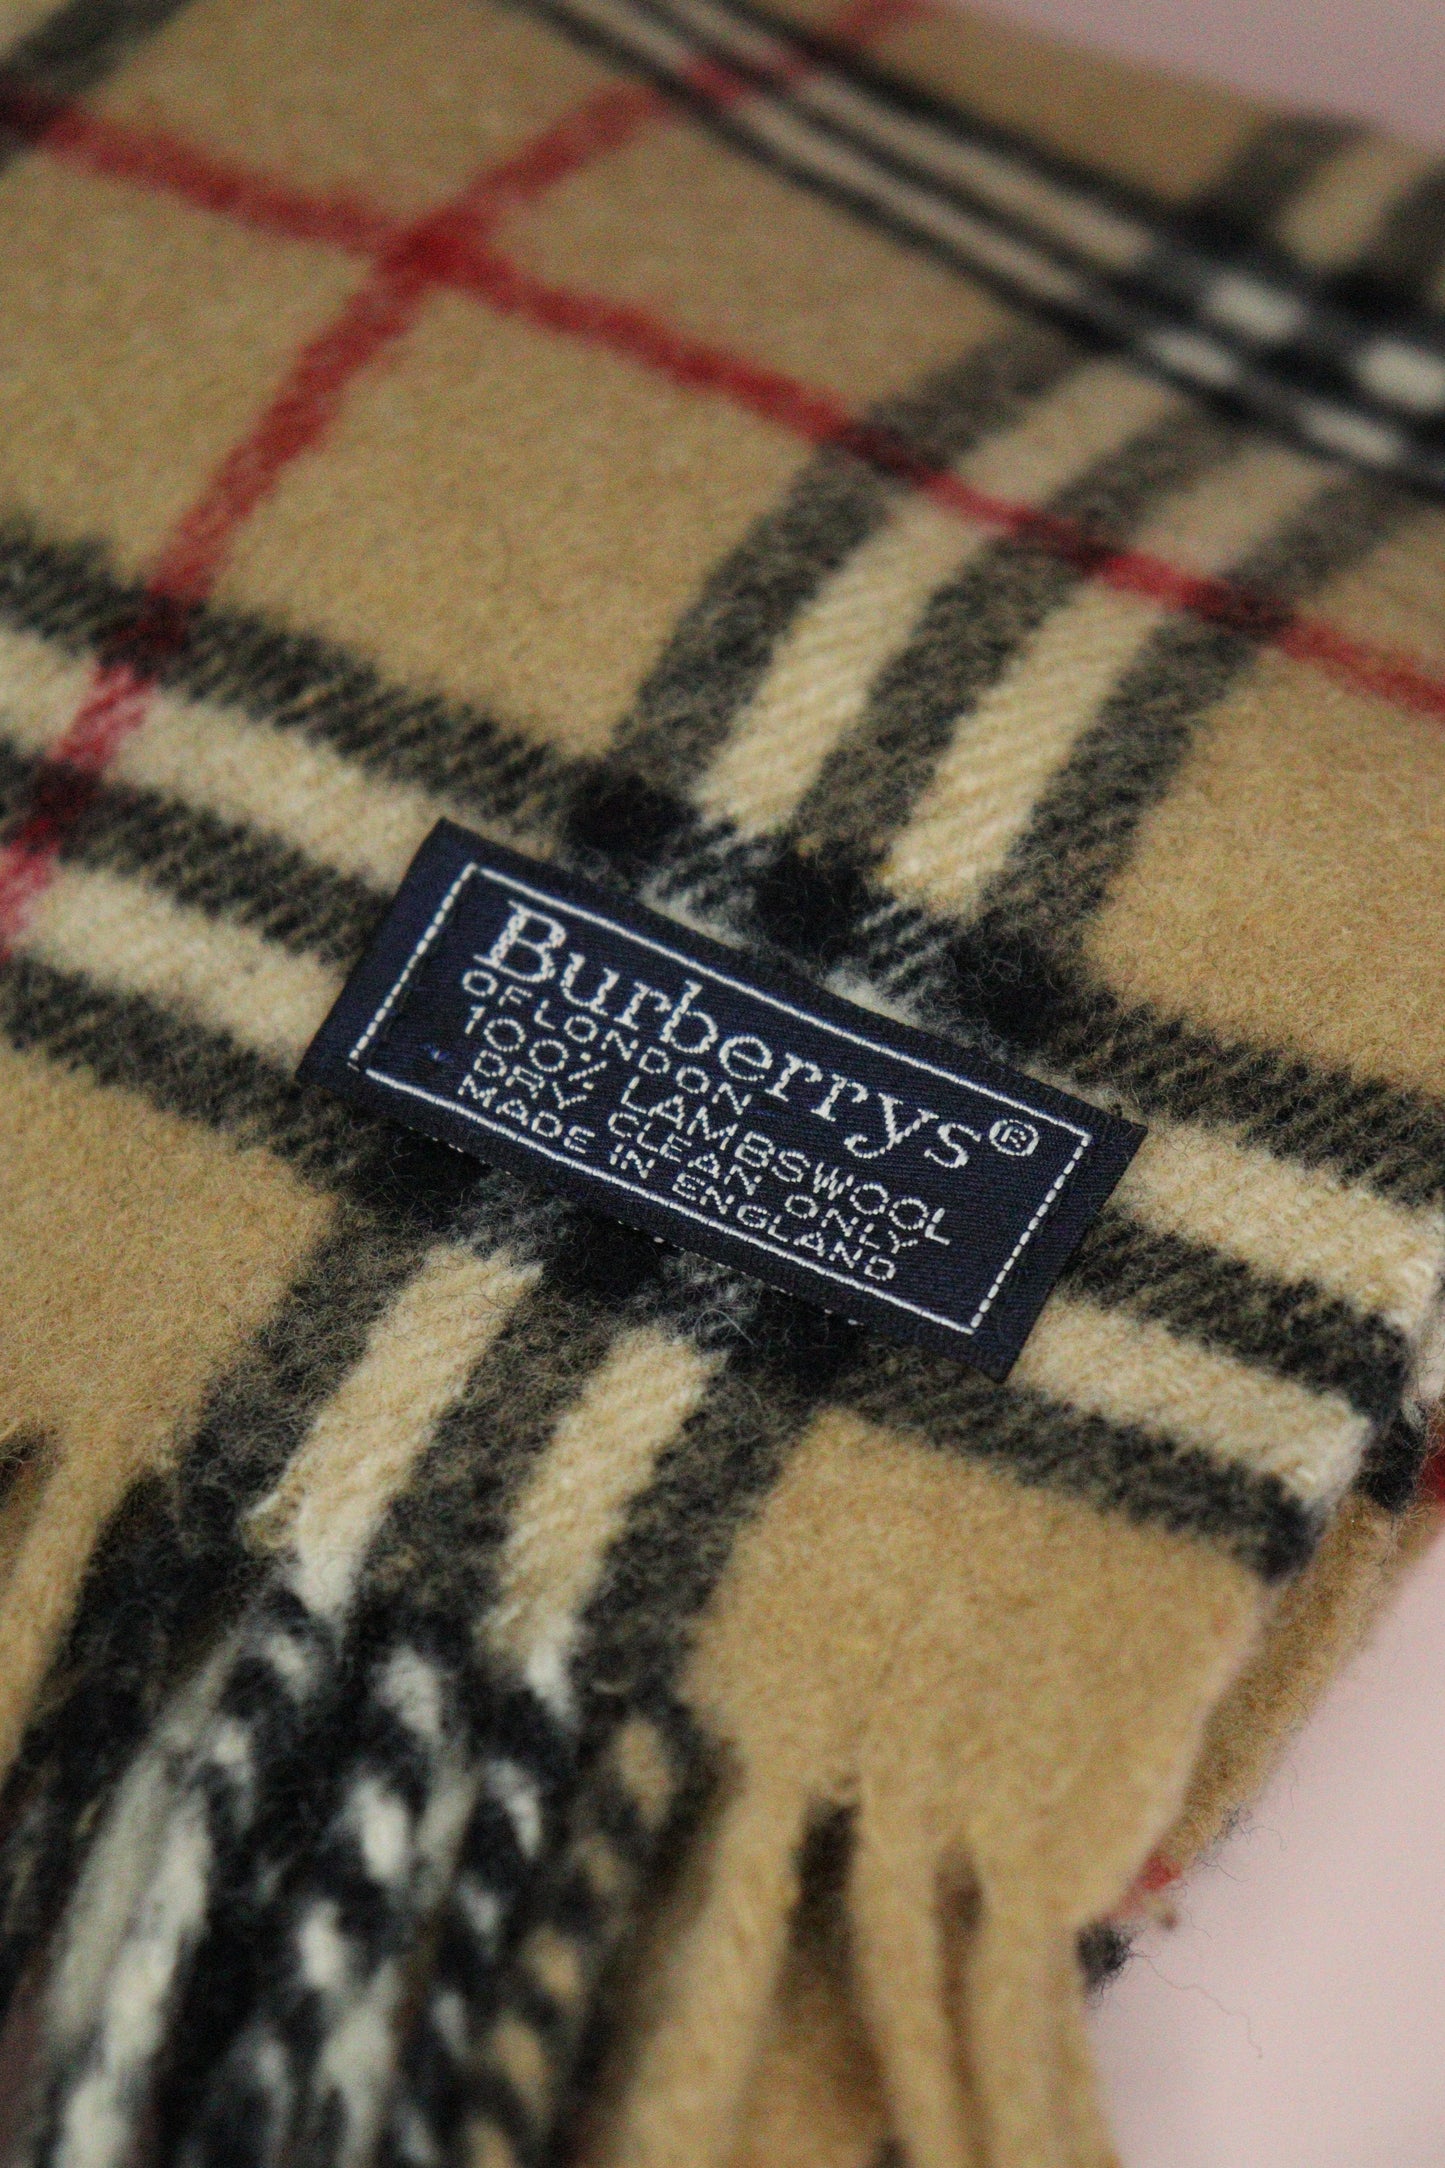 Burberrys®
OF LONDON
100% LAMBSWOOL
DRY CLEAN ONLY
MADE IN ENGLAND